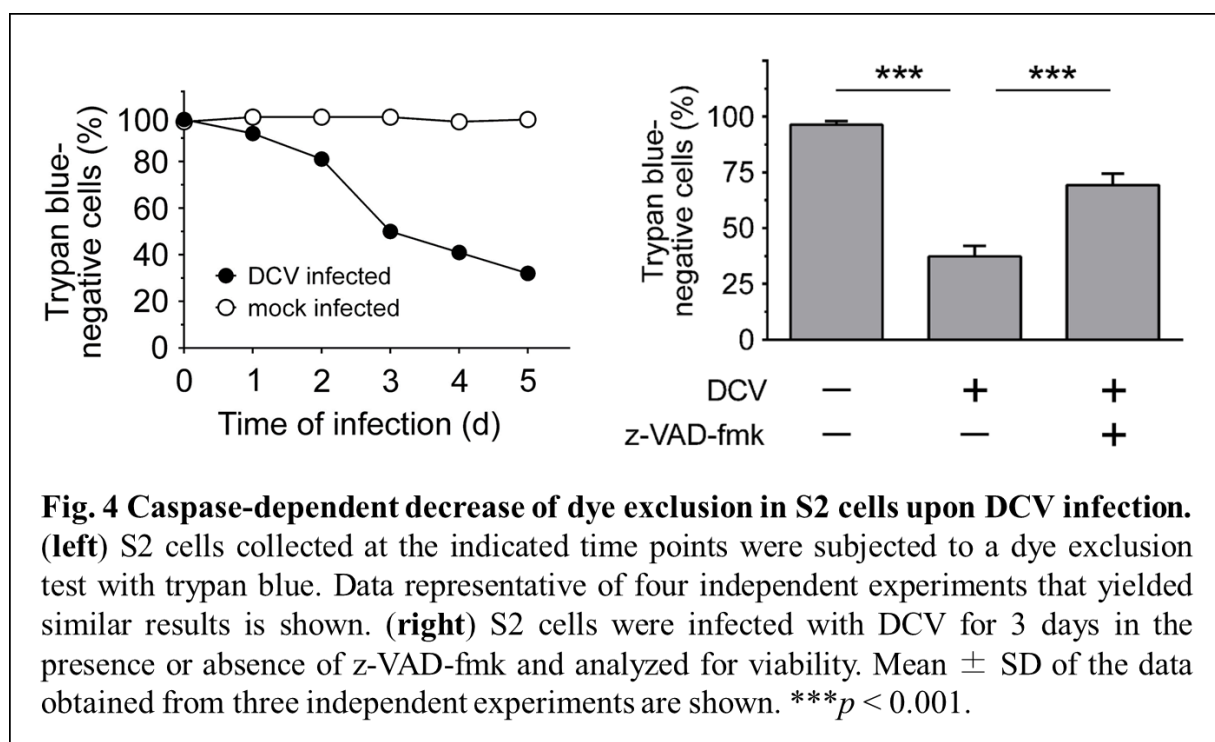 Trypan blue-
negative cells (%)
100
80
60
40
20
0
DCV infected
mock infected
0 1 2 3 4 5
Time of infection (d)
Trypan blue-
negative cells (%)
*** ***
100
75
50
25
0
DCV — + +
z-VAD-fmk — — +
Fig. 4 Caspase-dependent decrease of dye exclusion in S2 cells upon DCV infection.
(left) S2 cells collected at the indicated time points were subjected to a dye exclusion
test with trypan blue. Data representative of four independent experiments that yielded
similar results is shown. (right) S2 cells were infected with DCV for 3 days in the
presence or absence of z-VAD-fmk and analyzed for viability. Mean ± SD of the data
obtained from three independent experiments are shown. ***p < 0.001.